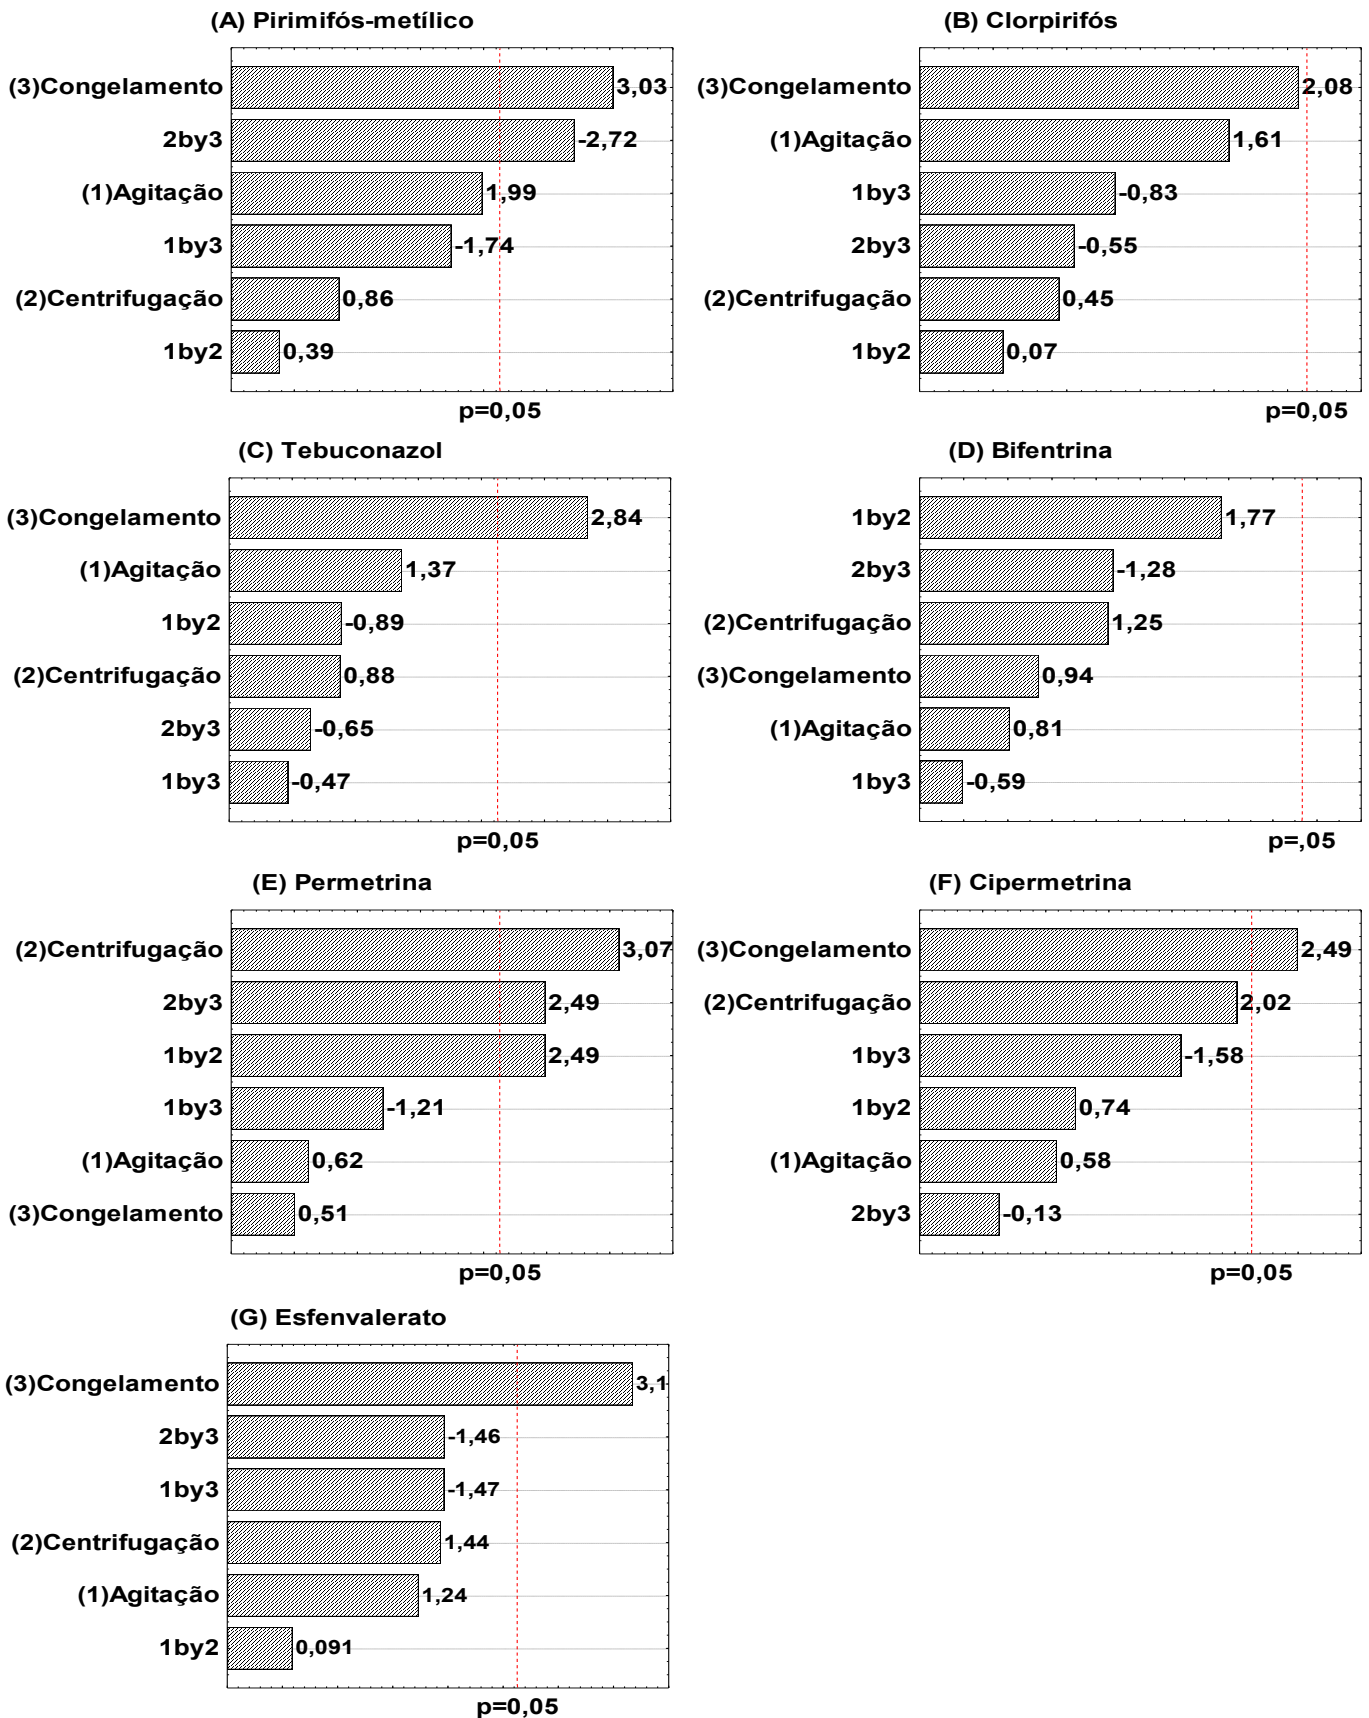 (A) Pirimifós-metílico
(3)Congelamento 3,03
2by3 -2,72
(1)Agitação 1,99
1by3 -1,74
(2)Centrifugação 0,86
1by2 0,39
p=0,05
(B) Clorpirifós
(3)Congelamento 2,08
(1)Agitação 1,61
1by3 -0,83
2by3 -0,55
(2)Centrifugação 0,45
1by2 0,07
p=0,05
(C) Tebuconazol
(3)Congelamento 2,84
(1)Agitação 1,37
1by2 -0,89
(2)Centrifugação 0,88
2by3 -0,65
1by3 -0,47
p=0,05
(D) Bifentrina
1by2 1,77
2by3 -1,28
(2)Centrifugação 1,25
(3)Congelamento 0,94
(1)Agitação 0,81
1by3 -0,59
p=,05
(E) Permetrina
(2)Centrifugação 3,07
2by3 2,49
1by2 2,49
1by3 -1,21
(1)Agitação 0,62
(3)Congelamento 0,51
p=0,05
(F) Cipermetrina
(3)Congelamento 2,49
(2)Centrifugação 2,02
1by3 -1,58
1by2 0,74
(1)Agitação 0,58
2by3 -0,13
p=0,05
(G) Esfenvalerato
(3)Congelamento 3,1
2by3 -1,46
1by3 -1,47
(2)Centrifugação 1,44
(1)Agitação 1,24
1by2 0,091
p=0,05